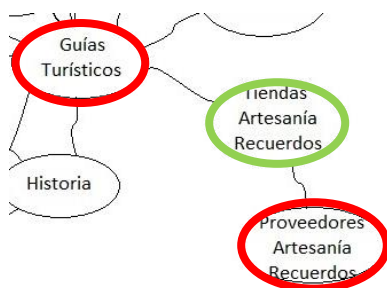 Guías
Turísticos
Tiendas
Artesanía
Recuerdos
Historia
Proveedores
Artesanía
Recuerdos